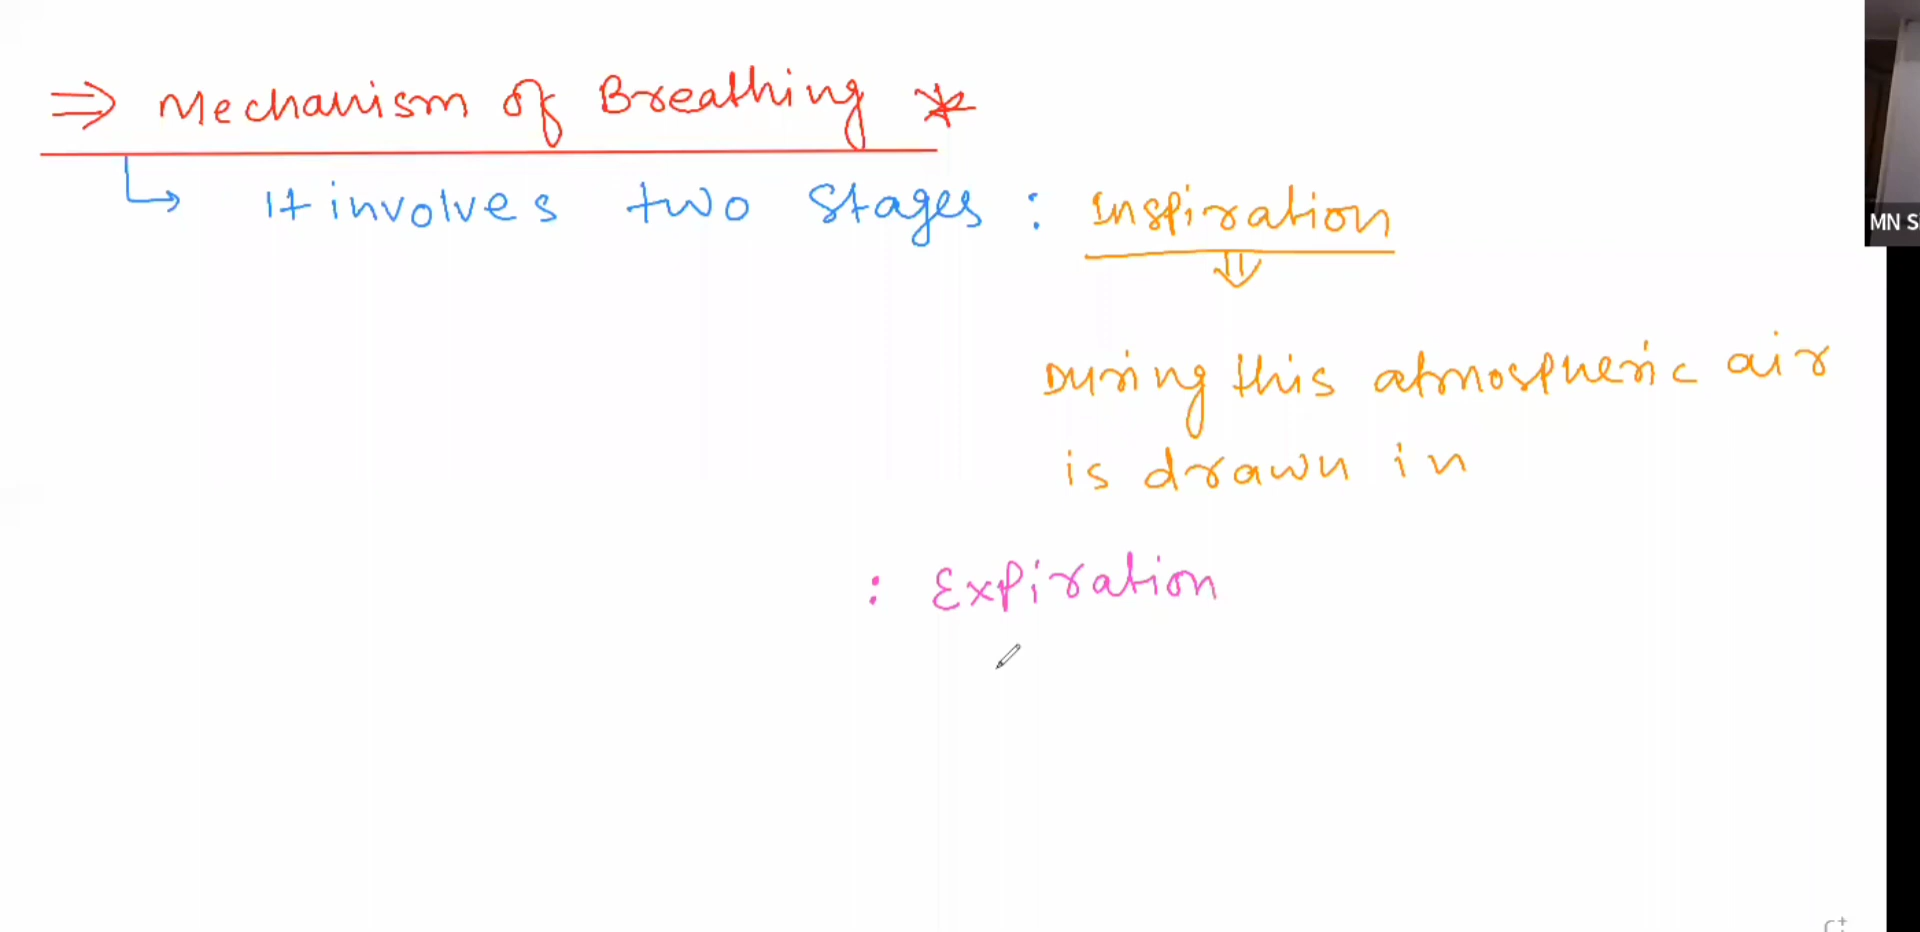 ⇒ Mechanism of Breathing *
↳ It involves two stages : Inspiration
⇓
During this atmospheric air
is drawn in
: Expiration
MN S